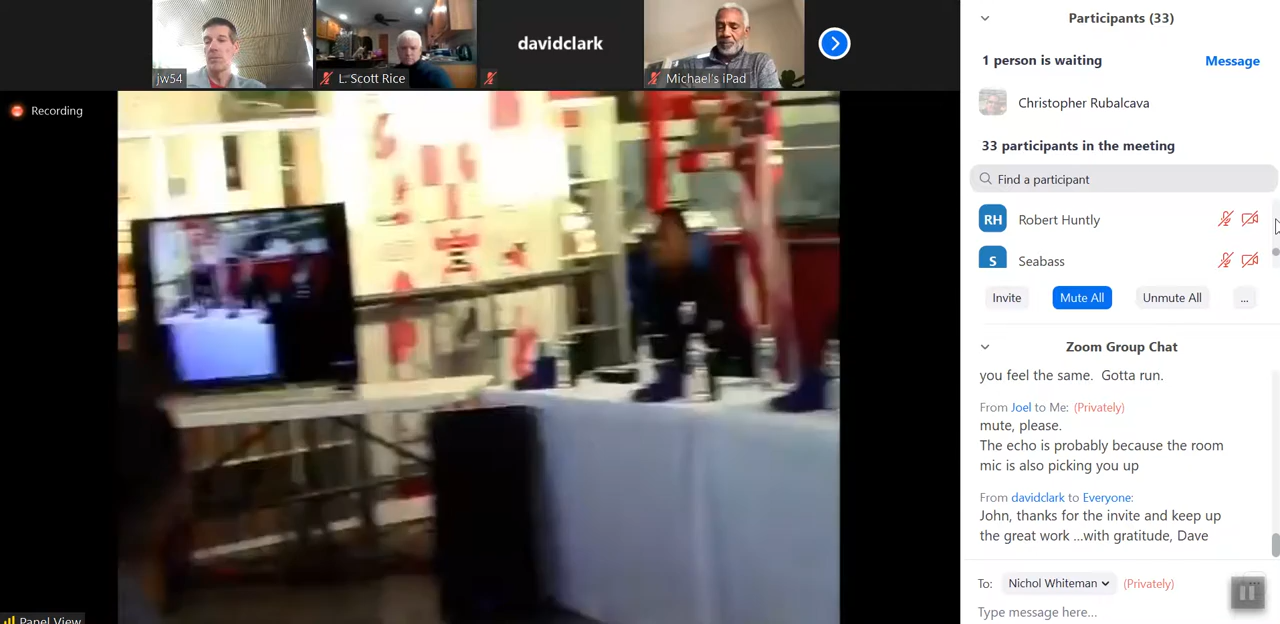 jw54
L. Scott Rice
davidclark
Michael's iPad
Recording
Panel View
Participants (33)
1 person is waiting
Message
Christopher Rubalcava
33 participants in the meeting
Find a participant
RH Robert Huntly
S Seabass
Invite Mute All Unmute All ...
Zoom Group Chat
you feel the same. Gotta run.
From Joel to Me: (Privately)
mute, please.
The echo is probably because the room
mic is also picking you up
From davidclark to Everyone:
John, thanks for the invite and keep up
the great work ...with gratitude, Dave
To: Nichol Whiteman (Privately)
Type message here...